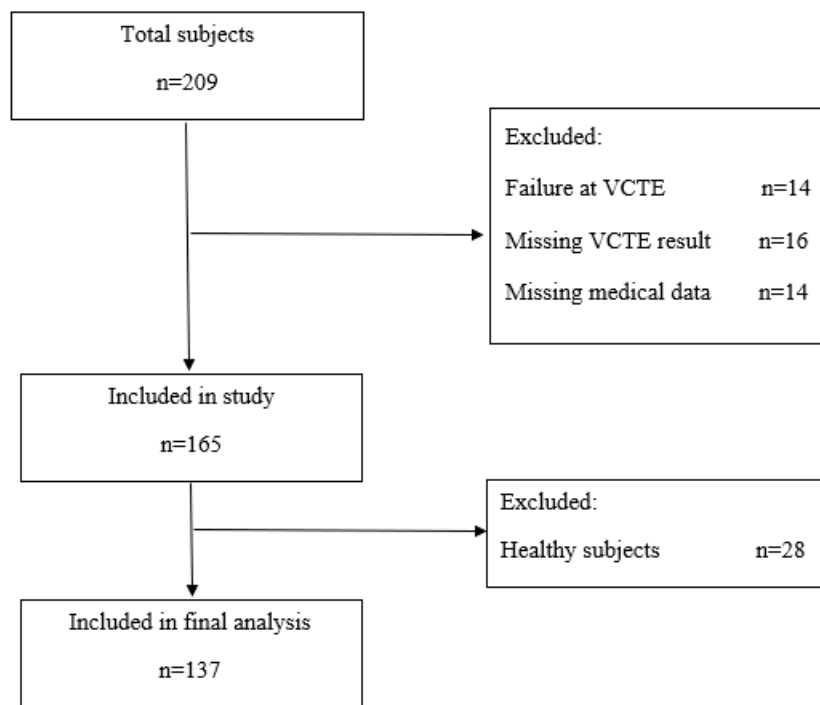 Total subjects
n=209
Excluded:
Failure at VCTE n=14
Missing VCTE result n=16
Missing medical data n=14
Included in study
n=165
Excluded:
Healthy subjects n=28
Included in final analysis
n=137